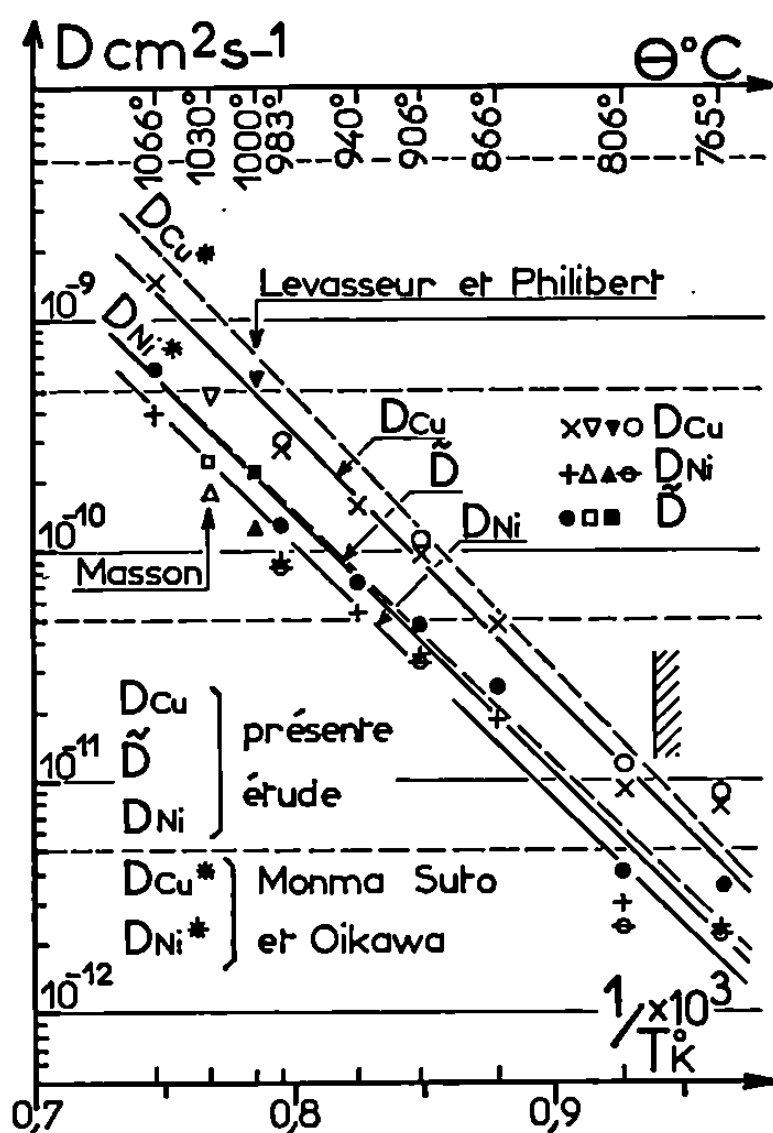 D cm²s-1
Θ°C
1066° 1030° 1000° 983° 940° 906° 866° 806° 765°
DCu*
Levasseur et Philibert
10-9
DNi*
DCu
D̃
×▽▼○ DCu
+△▲⊖ DNi
●□■ D̃
DNi
10-10
Masson
DCu
D̃
DNi
présente
étude
10-11
DCu*
DNi*
Monma Suto
et Oikawa
10-12
1/T°K ×10³
0,7 0,8 0,9